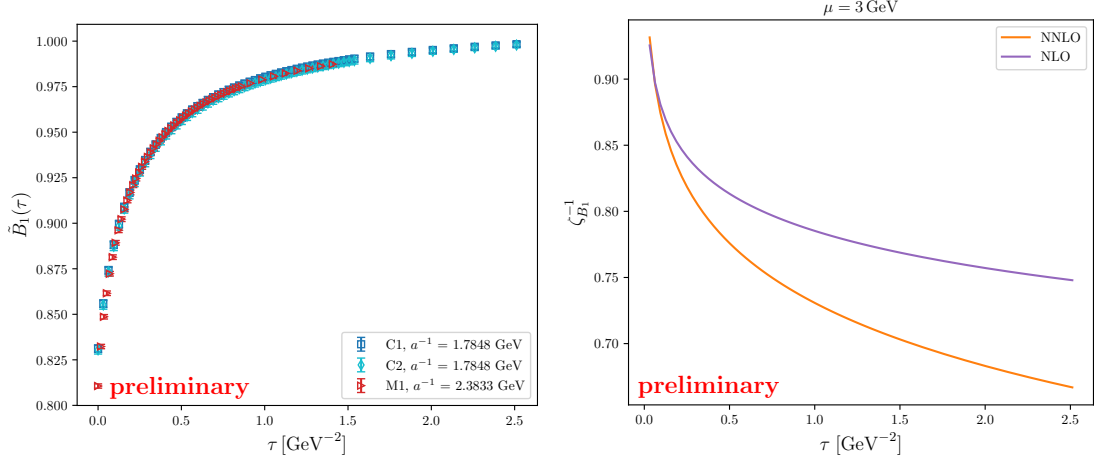 1.000
0.975
0.950
0.925
0.900
0.875
0.850
0.825
0.800
B̃₁(τ)
0.0 0.5 1.0 1.5 2.0 2.5
τ [GeV⁻²]
C1, a⁻¹ = 1.7848 GeV
C2, a⁻¹ = 1.7848 GeV
M1, a⁻¹ = 2.3833 GeV
preliminary
μ = 3 GeV
NNLO
NLO
0.90
0.85
0.80
0.75
0.70
ζ⁻¹_B₁
0.0 0.5 1.0 1.5 2.0 2.5
τ [GeV⁻²]
preliminary